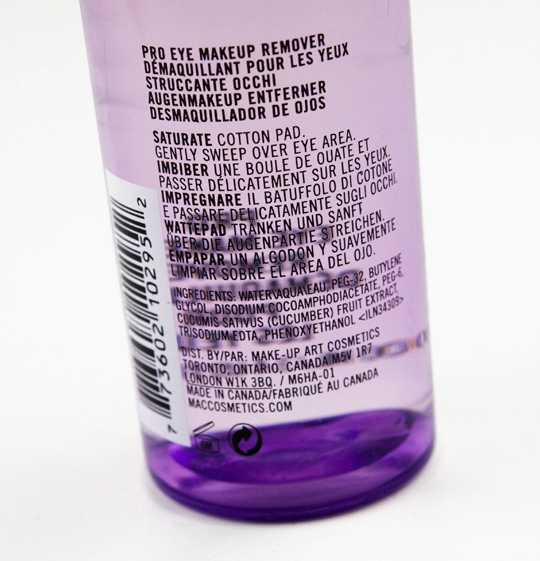 PRO EYE MAKEUP REMOVER
DÉMAQUILLANT POUR LES YEUX
STRUCCANTE OCCHI
AUGENMAKEUP ENTFERNER
DESMAQUILLADOR DE OJOS
SATURATE COTTON PAD.
GENTLY SWEEP OVER EYE AREA.
IMBIBER UNE BOULE DE OUATE ET
PASSER DÉLICATEMENT SUR LES YEUX.
IMPREGNARE IL BATUFFOLO DI COTONE
E PASSARE DELICATAMENTE SUGLI OCCHI.
WATTEPAD TRÄNKEN UND SANFT
ÜBER DIE AUGENPARTIE STREICHEN.
EMPAPAR UN ALGODON Y SUAVEMENTE
LIMPIAR SOBRE EL AREA DEL OJO.
INGREDIENTS: WATER\AQUA\EAU, PEG-32, BUTYLENE
GLYCOL, DISODIUM COCOAMPHODIACETATE, PEG-6,
CUCUMIS SATIVUS (CUCUMBER) FRUIT EXTRACT,
TRISODIUM EDTA, PHENOXYETHANOL <ILN34309>
DIST. BY/PAR: MAKE-UP ART COSMETICS
TORONTO, ONTARIO, CANADA M5V 1R7
LONDON W1K 3BQ. / M6HA-01
MADE IN CANADA/FABRIQUÉ AU CANADA
MACCOSMETICS.COM
7 73602 10295 2
6M